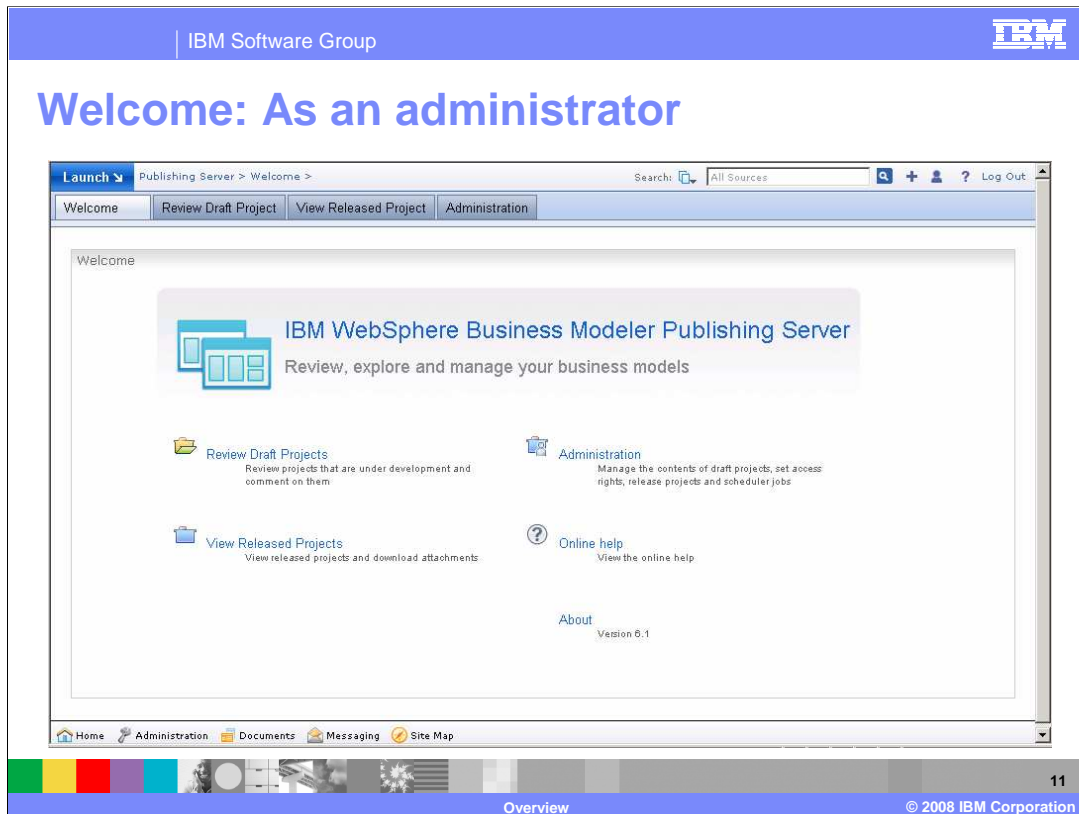 IBM Software Group
IBM
Welcome: As an administrator
Launch Publishing Server > Welcome > Search: All Sources ? Log Out
Welcome Review Draft Project View Released Project Administration
Welcome
IBM WebSphere Business Modeler Publishing Server
Review, explore and manage your business models
Review Draft Projects
Review projects that are under development and
comment on them
Administration
Manage the contents of draft projects, set access
rights, release projects and scheduler jobs
View Released Projects
View released projects and download attachments
? Online help
View the online help
About
Version 6.1
Home Administration Documents Messaging Site Map
11
Overview
© 2008 IBM Corporation